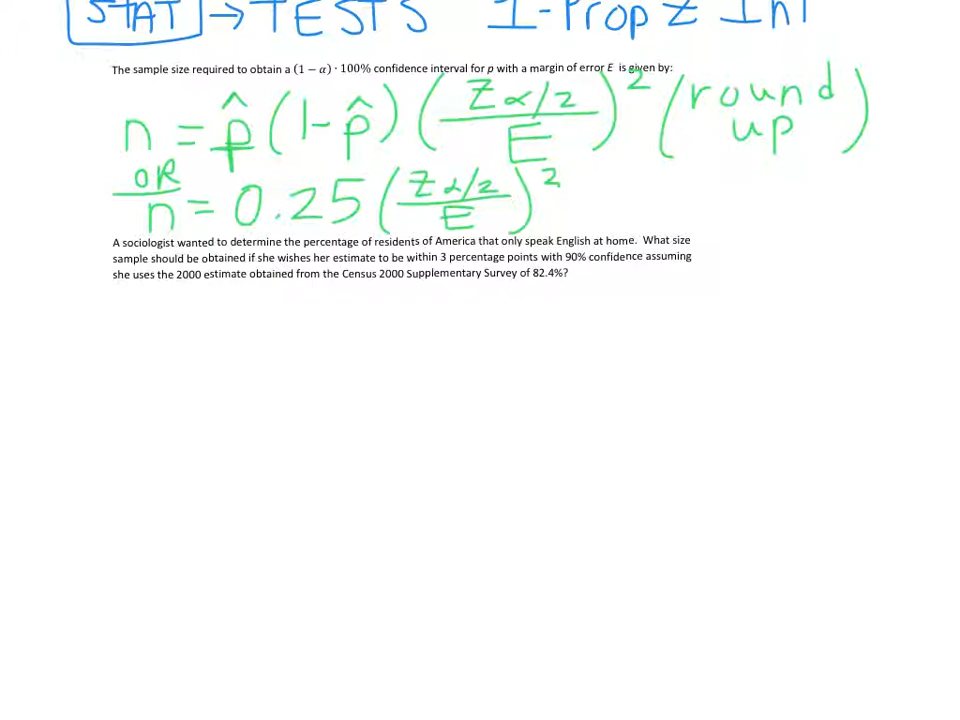 STAT → TESTS 1-Prop Z Int
The sample size required to obtain a (1 − α) · 100% confidence interval for p with a margin of error E is given by:
n = p̂ (1 - p̂) (Zα/2 / E)² (round up)
OR
n = 0.25 (Zα/2 / E)²
A sociologist wanted to determine the percentage of residents of America that only speak English at home. What size
sample should be obtained if she wishes her estimate to be within 3 percentage points with 90% confidence assuming
she uses the 2000 estimate obtained from the Census 2000 Supplementary Survey of 82.4%?